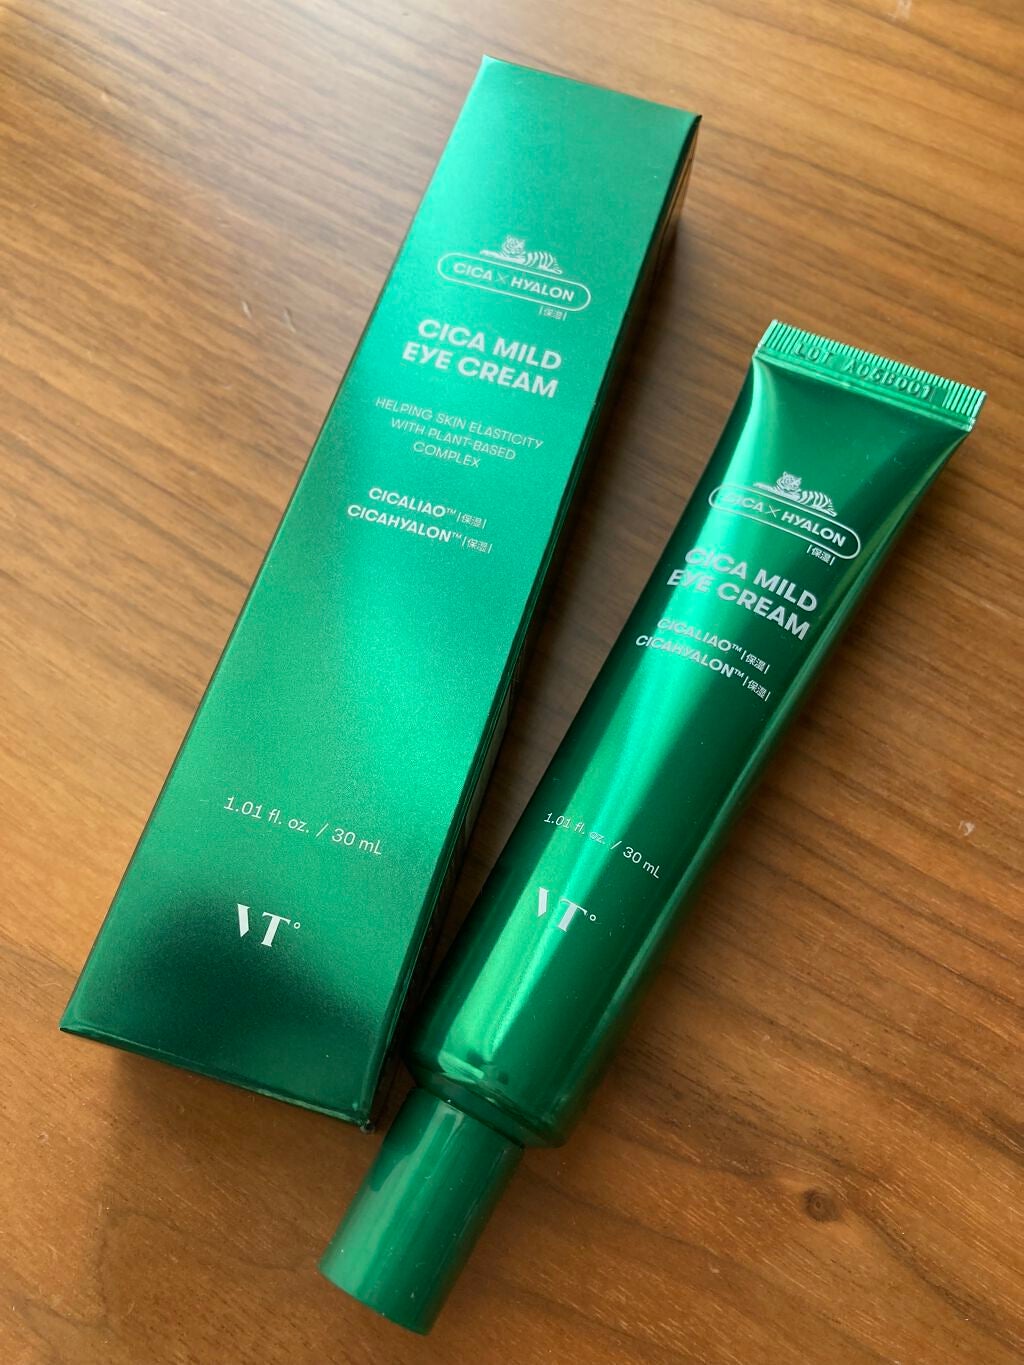 CICA × HYALON
|保湿|
CICA MILD
EYE CREAM
HELPING SKIN ELASTICITY
WITH PLANT-BASED
COMPLEX
CICALIAO™|保湿|
CICAHYALON™|保湿|
1.01 fl. oz. / 30 mL
VT°
LOT A06B001
CICA × HYALON
|保湿|
CICA MILD
EYE CREAM
CICALIAO™|保湿|
CICAHYALON™|保湿|
1.01 fl. oz. / 30 mL
VT°